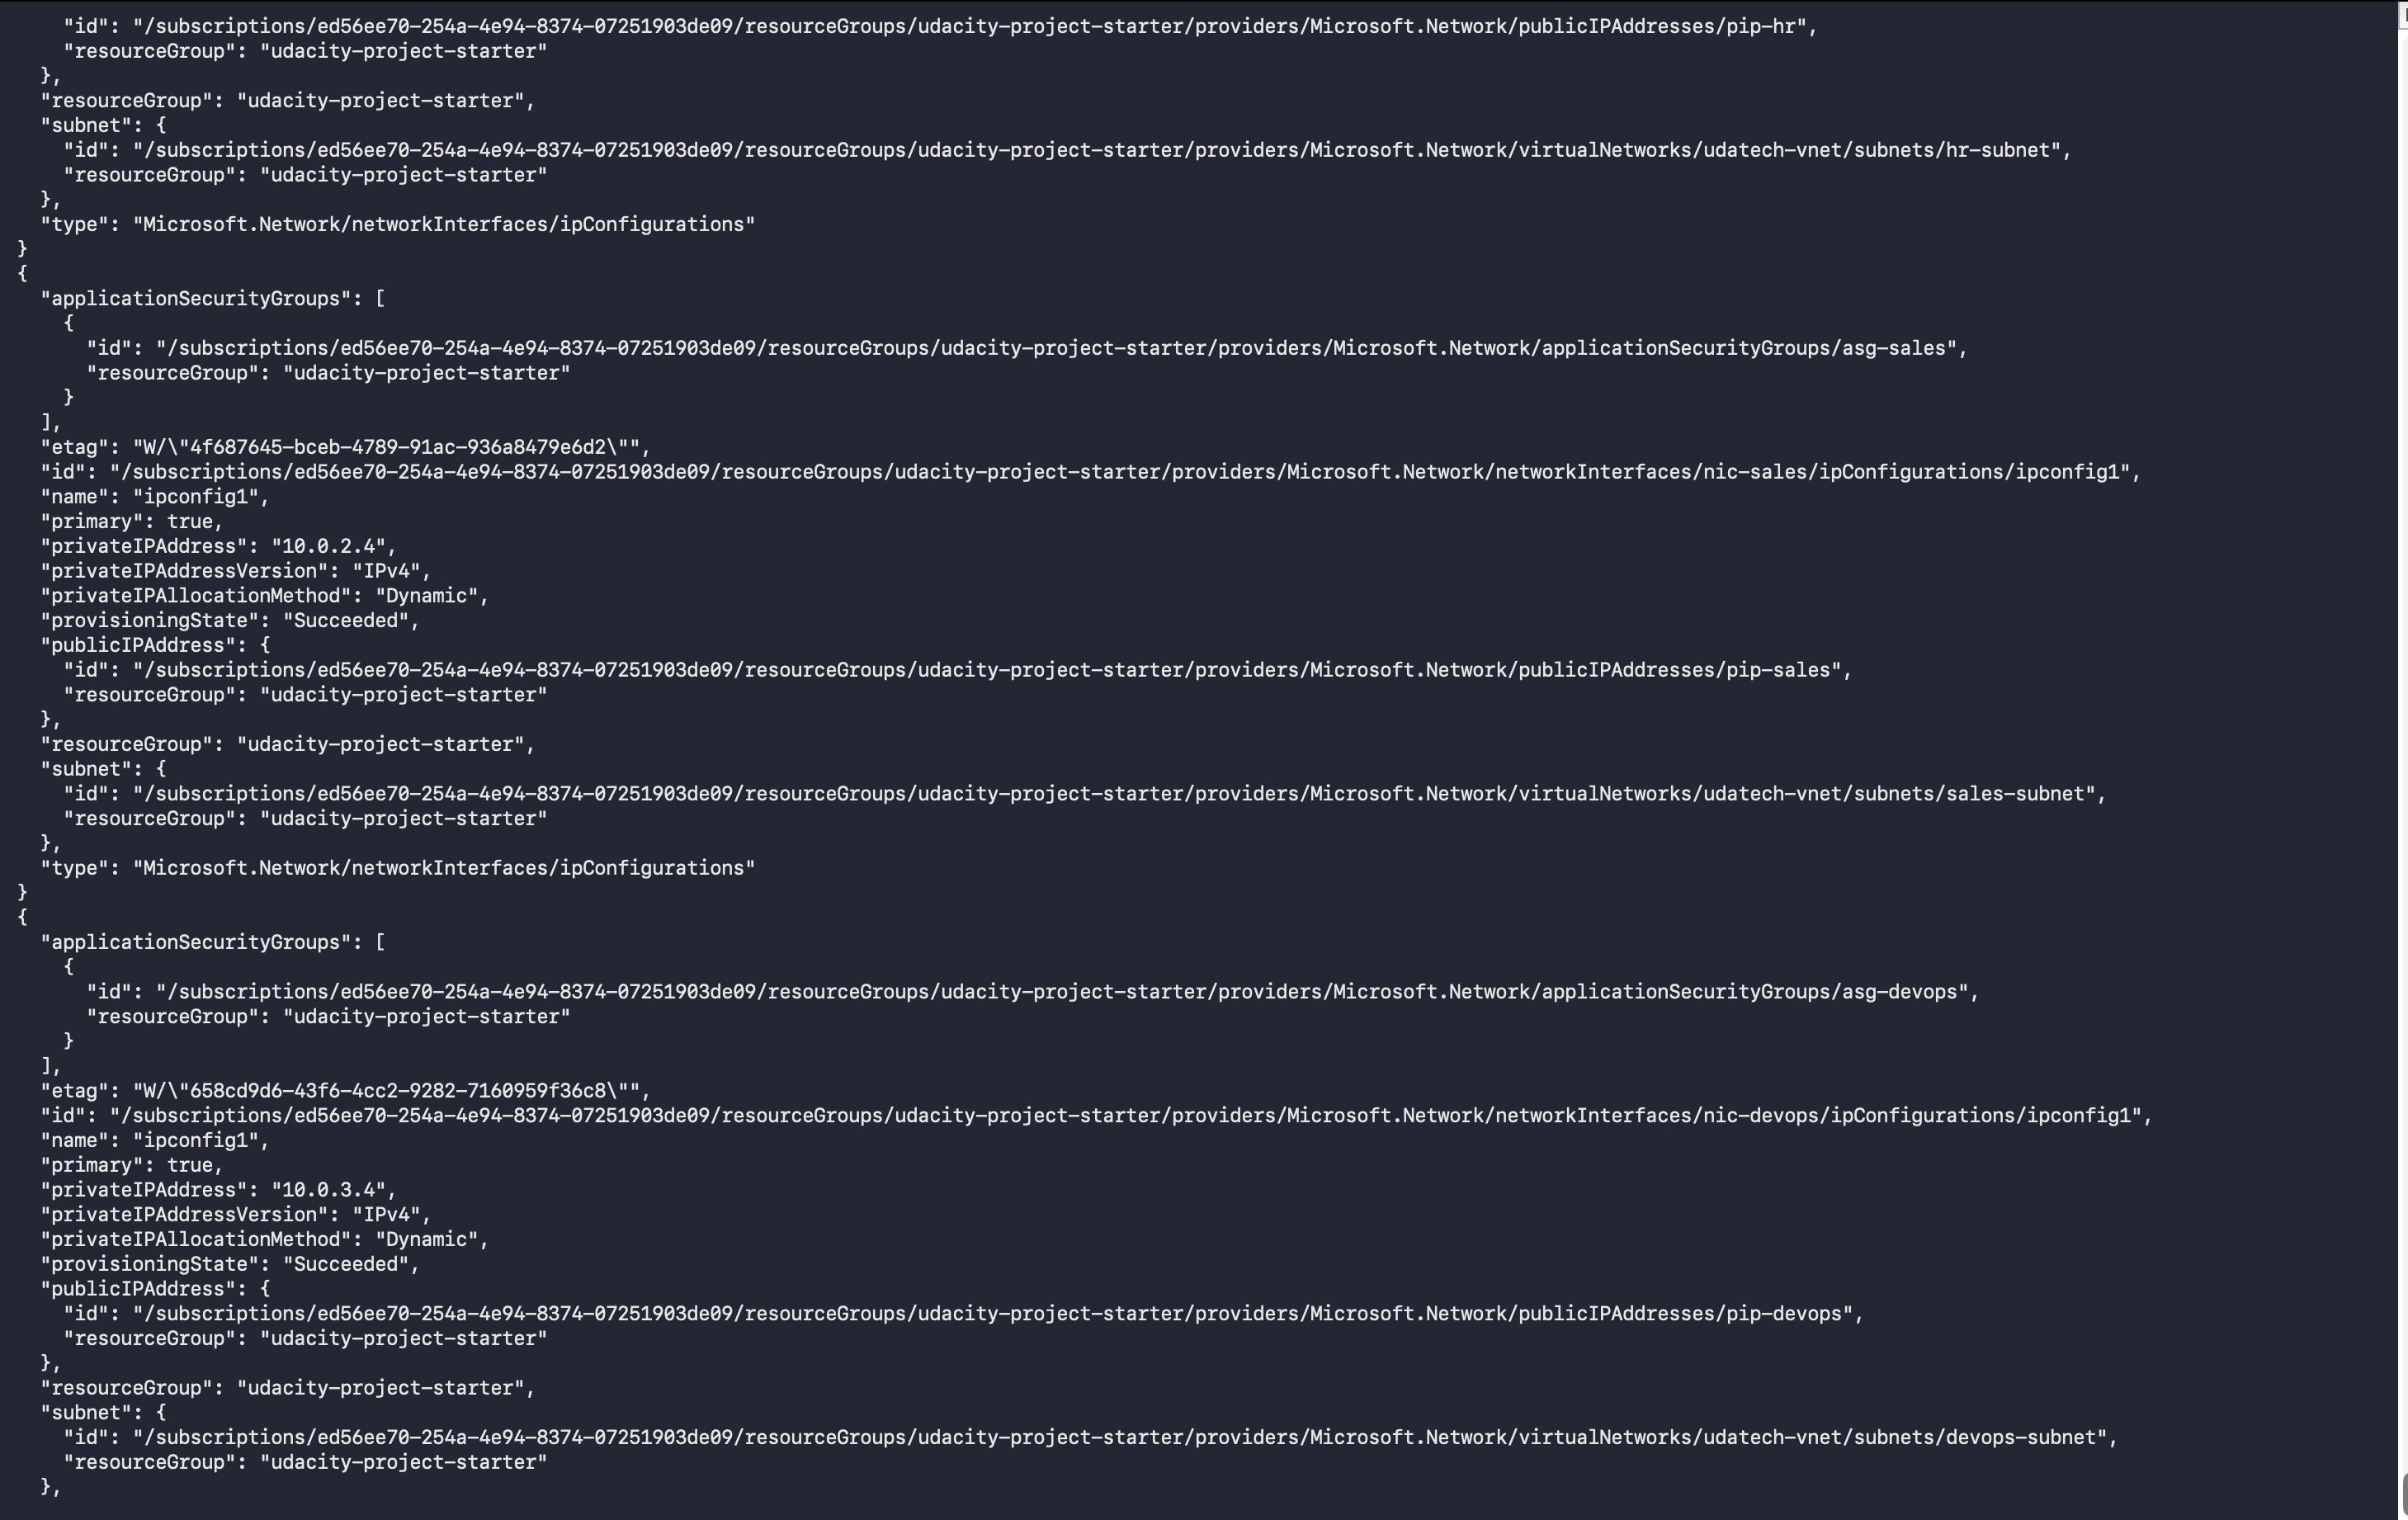 "id": "/subscriptions/ed56ee70-254a-4e94-8374-07251903de09/resourceGroups/udacity-project-starter/providers/Microsoft.Network/publicIPAddresses/pip-hr",
    "resourceGroup": "udacity-project-starter"
  },
  "resourceGroup": "udacity-project-starter",
  "subnet": {
    "id": "/subscriptions/ed56ee70-254a-4e94-8374-07251903de09/resourceGroups/udacity-project-starter/providers/Microsoft.Network/virtualNetworks/udatech-vnet/subnets/hr-subnet",
    "resourceGroup": "udacity-project-starter"
  },
  "type": "Microsoft.Network/networkInterfaces/ipConfigurations"
}
{
  "applicationSecurityGroups": [
    {
      "id": "/subscriptions/ed56ee70-254a-4e94-8374-07251903de09/resourceGroups/udacity-project-starter/providers/Microsoft.Network/applicationSecurityGroups/asg-sales",
      "resourceGroup": "udacity-project-starter"
    }
  ],
  "etag": "W/\"4f687645-bceb-4789-91ac-936a8479e6d2\"",
  "id": "/subscriptions/ed56ee70-254a-4e94-8374-07251903de09/resourceGroups/udacity-project-starter/providers/Microsoft.Network/networkInterfaces/nic-sales/ipConfigurations/ipconfig1",
  "name": "ipconfig1",
  "primary": true,
  "privateIPAddress": "10.0.2.4",
  "privateIPAddressVersion": "IPv4",
  "privateIPAllocationMethod": "Dynamic",
  "provisioningState": "Succeeded",
  "publicIPAddress": {
    "id": "/subscriptions/ed56ee70-254a-4e94-8374-07251903de09/resourceGroups/udacity-project-starter/providers/Microsoft.Network/publicIPAddresses/pip-sales",
    "resourceGroup": "udacity-project-starter"
  },
  "resourceGroup": "udacity-project-starter",
  "subnet": {
    "id": "/subscriptions/ed56ee70-254a-4e94-8374-07251903de09/resourceGroups/udacity-project-starter/providers/Microsoft.Network/virtualNetworks/udatech-vnet/subnets/sales-subnet",
    "resourceGroup": "udacity-project-starter"
  },
  "type": "Microsoft.Network/networkInterfaces/ipConfigurations"
}
{
  "applicationSecurityGroups": [
    {
      "id": "/subscriptions/ed56ee70-254a-4e94-8374-07251903de09/resourceGroups/udacity-project-starter/providers/Microsoft.Network/applicationSecurityGroups/asg-devops",
      "resourceGroup": "udacity-project-starter"
    }
  ],
  "etag": "W/\"658cd9d6-43f6-4cc2-9282-7160959f36c8\"",
  "id": "/subscriptions/ed56ee70-254a-4e94-8374-07251903de09/resourceGroups/udacity-project-starter/providers/Microsoft.Network/networkInterfaces/nic-devops/ipConfigurations/ipconfig1",
  "name": "ipconfig1",
  "primary": true,
  "privateIPAddress": "10.0.3.4",
  "privateIPAddressVersion": "IPv4",
  "privateIPAllocationMethod": "Dynamic",
  "provisioningState": "Succeeded",
  "publicIPAddress": {
    "id": "/subscriptions/ed56ee70-254a-4e94-8374-07251903de09/resourceGroups/udacity-project-starter/providers/Microsoft.Network/publicIPAddresses/pip-devops",
    "resourceGroup": "udacity-project-starter"
  },
  "resourceGroup": "udacity-project-starter",
  "subnet": {
    "id": "/subscriptions/ed56ee70-254a-4e94-8374-07251903de09/resourceGroups/udacity-project-starter/providers/Microsoft.Network/virtualNetworks/udatech-vnet/subnets/devops-subnet",
    "resourceGroup": "udacity-project-starter"
  },